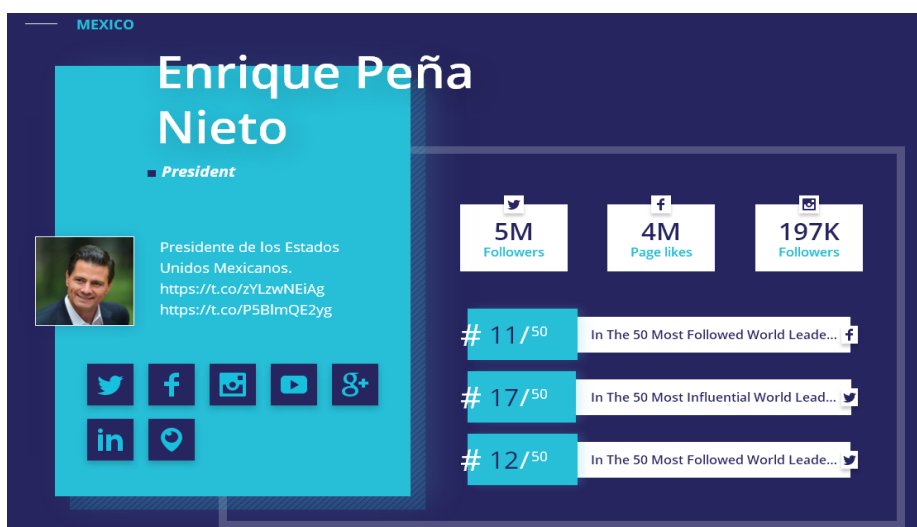 MEXICO
Enrique Peña
Nieto
President
Presidente de los Estados
Unidos Mexicanos.
https://t.co/zYLzwNEiAg
https://t.co/P5BlmQE2yg
g+
in
5M
Followers
4M
Page likes
197K
Followers
# 11/50
In The 50 Most Followed World Leade...
# 17/50
In The 50 Most Influential World Lead...
# 12/50
In The 50 Most Followed World Leade...